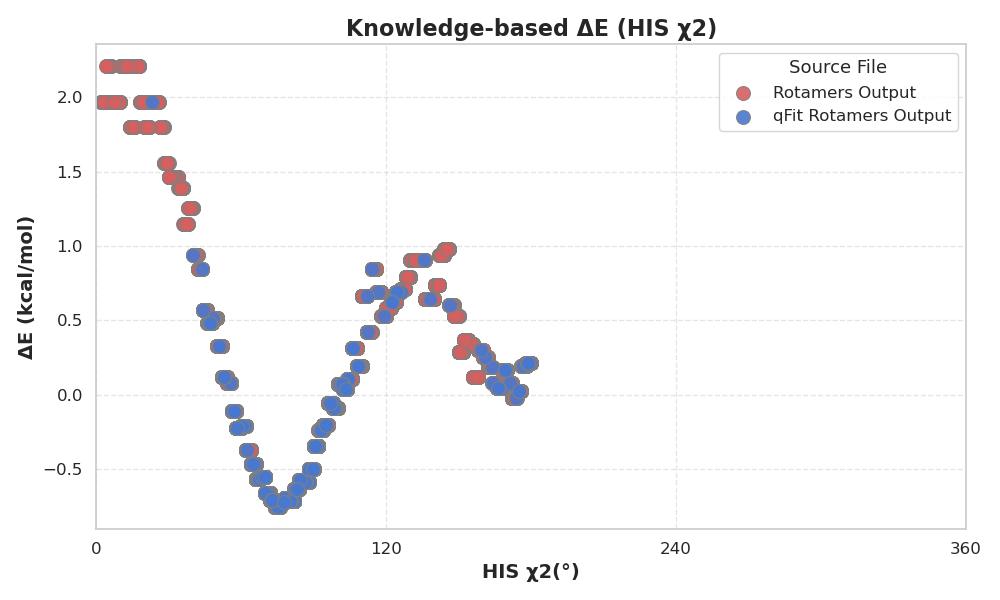 Knowledge-based ΔE (HIS χ2)
Source File
Rotamers Output
qFit Rotamers Output
ΔE (kcal/mol)
2.0
1.5
1.0
0.5
0.0
−0.5
0
120
240
360
HIS χ2(°)